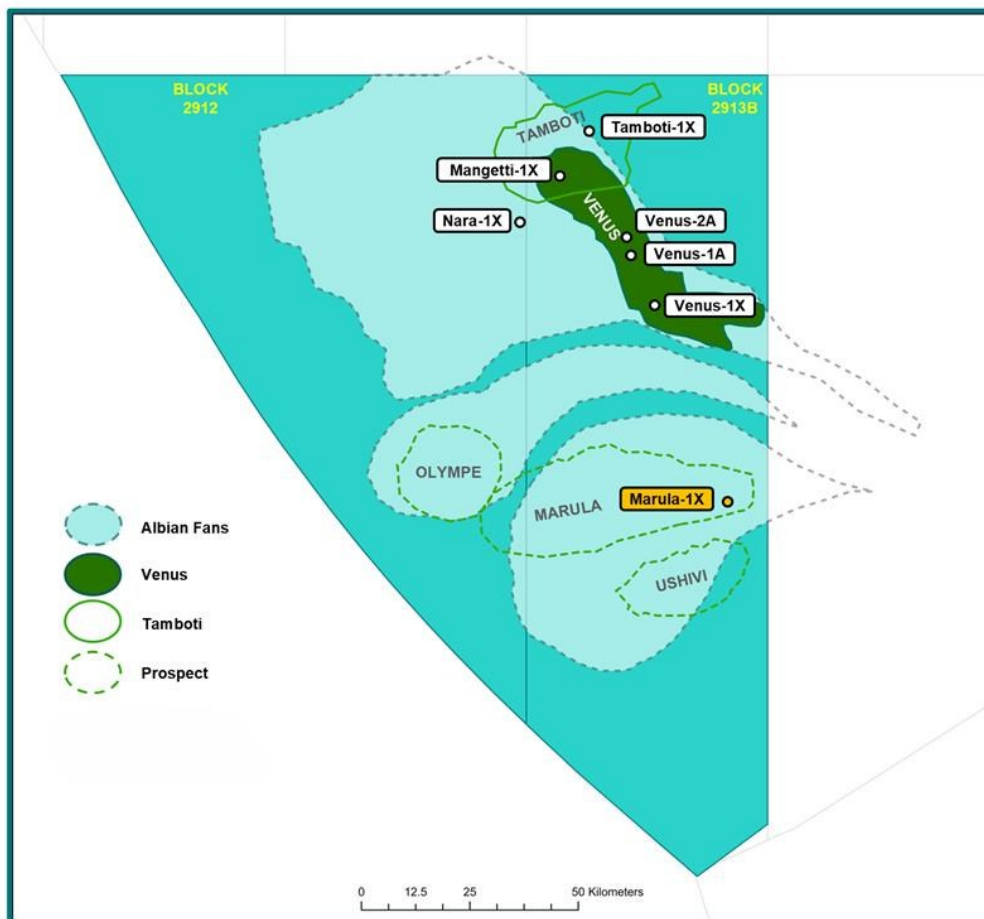 BLOCK
2912
BLOCK
2913B
TAMBOTI
Tamboti-1X
Mangetti-1X
VENUS
Nara-1X
Venus-2A
Venus-1A
Venus-1X
OLYMPE
MARULA
Marula-1X
USHIVI
Albian Fans
Venus
Tamboti
Prospect
0 12.5 25 50 Kilometers